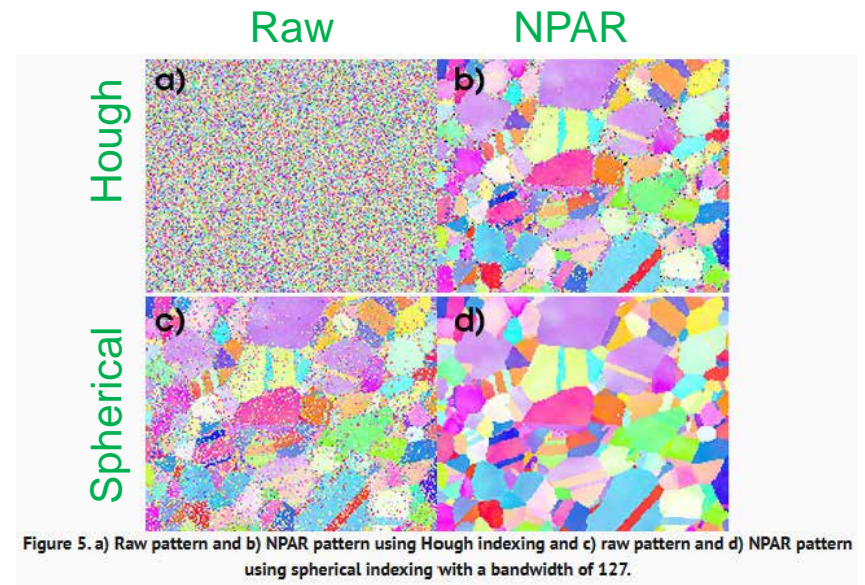 Raw NPAR
Hough
a) b)
Spherical
c) d)
Figure 5. a) Raw pattern and b) NPAR pattern using Hough indexing and c) raw pattern and d) NPAR pattern
using spherical indexing with a bandwidth of 127.